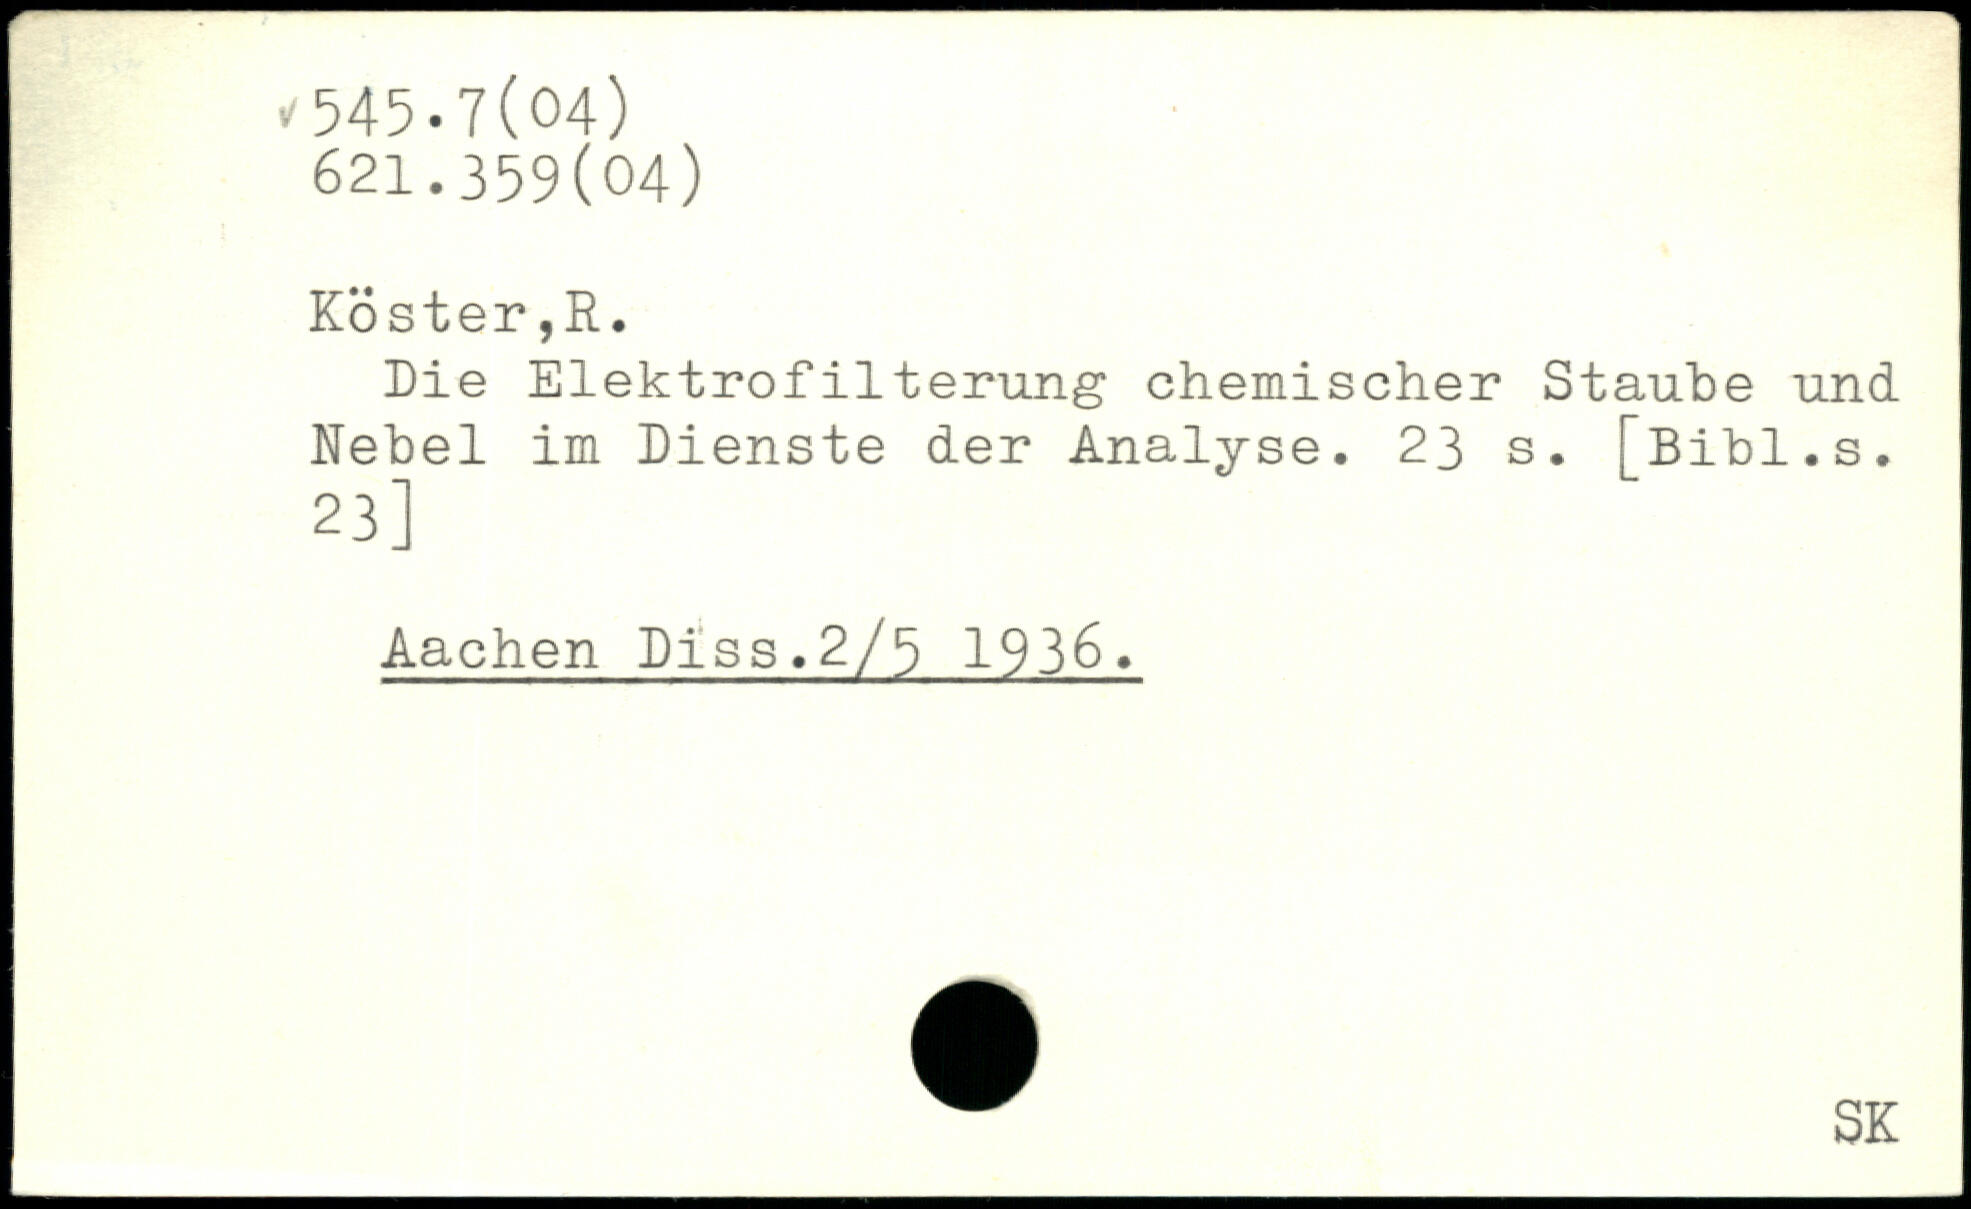 ✓545.7(04)
621.359(04)
Köster,R.
Die Elektrofilterung chemischer Staube und
Nebel im Dienste der Analyse. 23 s. [Bibl.s.
23]
Aachen Diss.2/5 1936.
SK